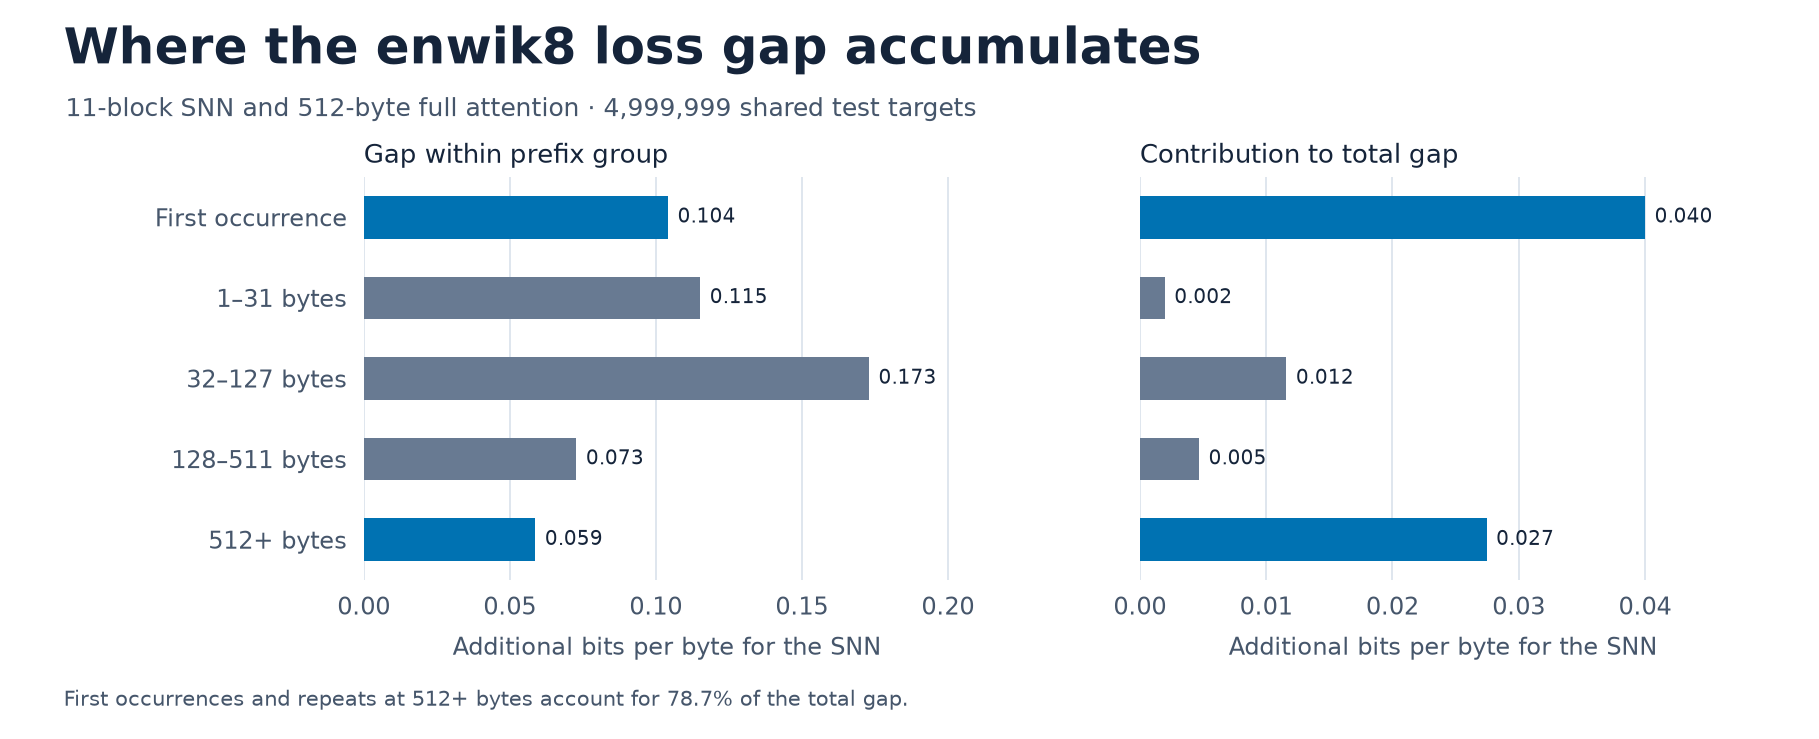 Where the enwik8 loss gap accumulates
11-block SNN and 512-byte full attention · 4,999,999 shared test targets
Gap within prefix group
First occurrence
0.104
1–31 bytes
0.115
32–127 bytes
0.173
128–511 bytes
0.073
512+ bytes
0.059
0.00 0.05 0.10 0.15 0.20
Additional bits per byte for the SNN
Contribution to total gap
0.040
0.002
0.012
0.005
0.027
0.00 0.01 0.02 0.03 0.04
Additional bits per byte for the SNN
First occurrences and repeats at 512+ bytes account for 78.7% of the total gap.